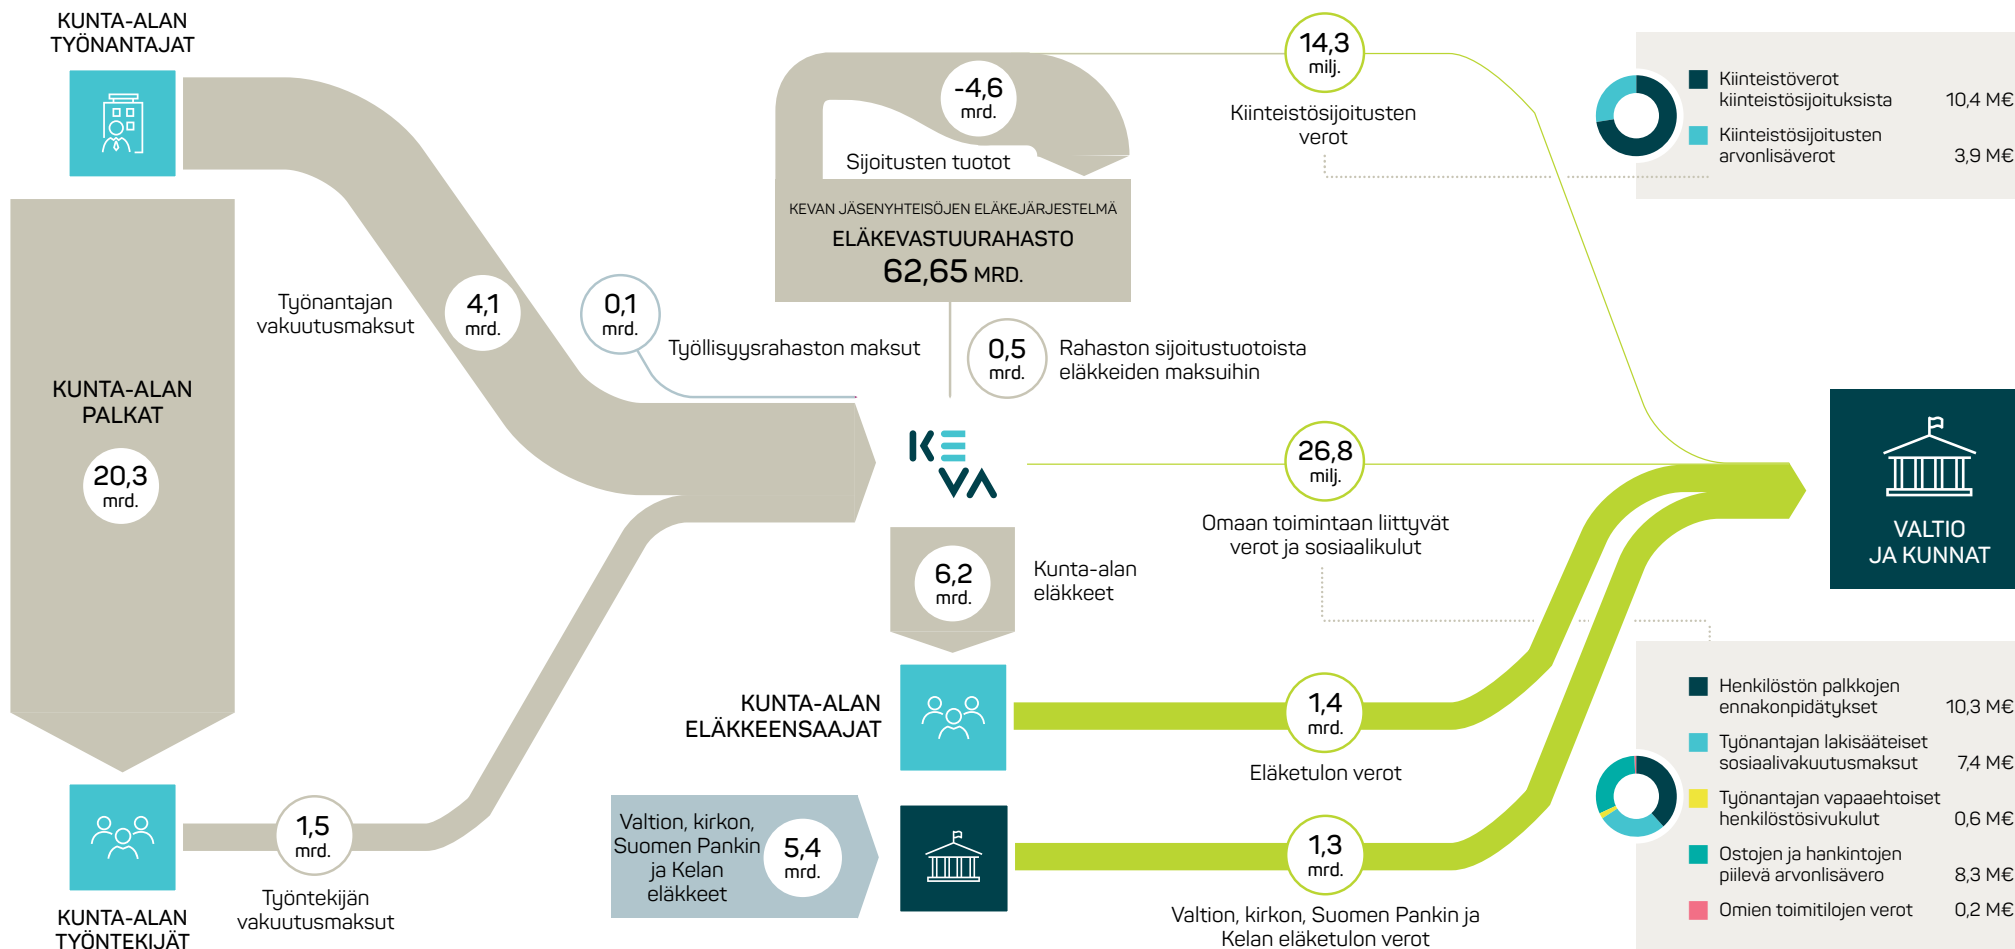 KUNTA-ALAN
TYÖNANTAJAT
KUNTA-ALAN
PALKAT
20,3
mrd.
KUNTA-ALAN
TYÖNTEKIJÄT
Työnantajan
vakuutusmaksut
4,1
mrd.
1,5
mrd.
Työntekijän
vakuutusmaksut
0,1
mrd.
Työllisyysrahaston maksut
-4,6
mrd.
Sijoitusten tuotot
KEVAN JÄSENYHTEISÖJEN ELÄKEJÄRJESTELMÄ
ELÄKEVASTUURAHASTO
62,65 MRD.
0,5
mrd.
Rahaston sijoitustuotoista
eläkkeiden maksuihin
KEVA
6,2
mrd.
Kunta-alan
eläkkeet
KUNTA-ALAN
ELÄKKEENSAAJAT
Valtion, kirkon,
Suomen Pankin
ja Kelan
eläkkeet
5,4
mrd.
14,3
milj.
Kiinteistösijoitusten
verot
26,8
milj.
Omaan toimintaan liittyvät
verot ja sosiaalikulut
1,4
mrd.
Eläketulon verot
1,3
mrd.
Valtion, kirkon, Suomen Pankin ja
Kelan eläketulon verot
Kiinteistöverot
kiinteistösijoituksista 10,4 M€
Kiinteistösijoitusten
arvonlisäverot 3,9 M€
VALTIO
JA KUNNAT
Henkilöstön palkkojen
ennakonpidätykset 10,3 M€
Työnantajan lakisääteiset
sosiaalivakuutusmaksut 7,4 M€
Työnantajan vapaaehtoiset
henkilöstösivukulut 0,6 M€
Ostojen ja hankintojen
piilevä arvonlisävero 8,3 M€
Omien toimitilojen verot 0,2 M€